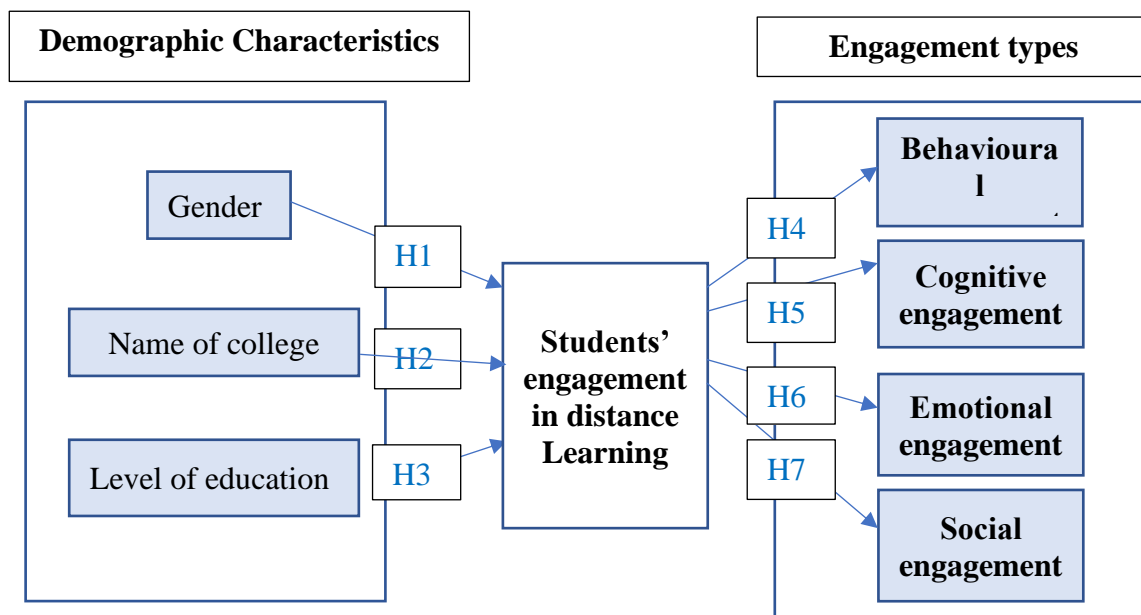 Demographic Characteristics
Engagement types
Gender
Name of college
Level of education
H1
H2
H3
Students’
engagement
in distance
Learning
H4
H5
H6
H7
Behavioura
l
Cognitive
engagement
Emotional
engagement
Social
engagement